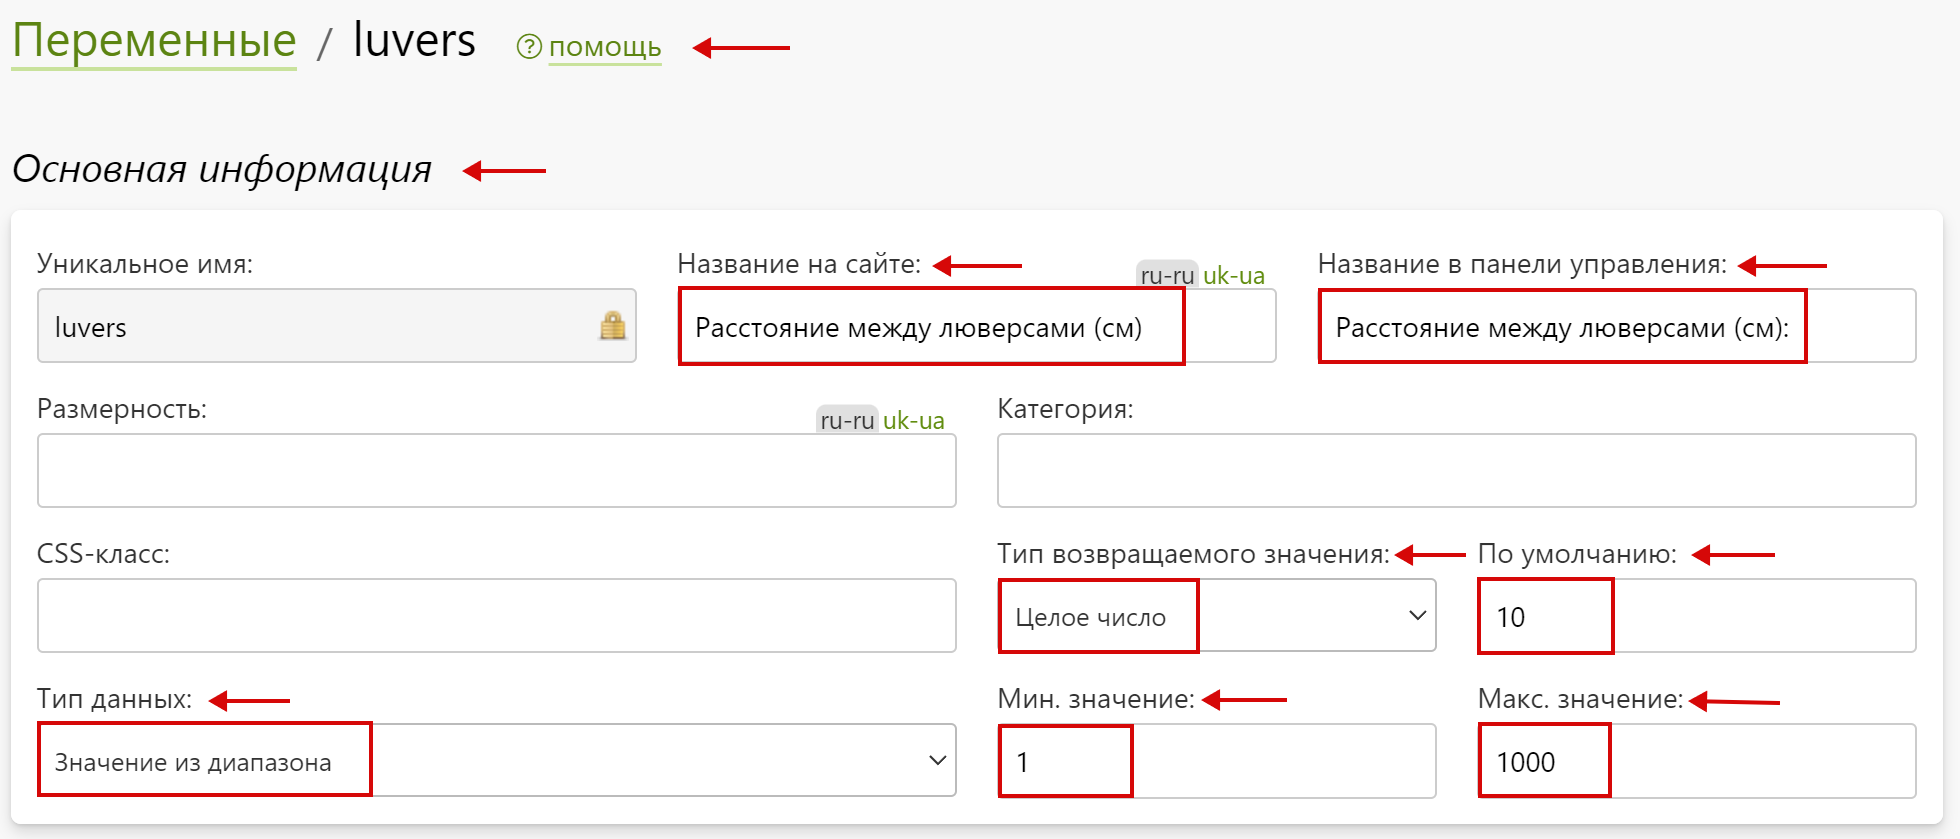 Переменные / luvers ? помощь
Основная информация
Уникальное имя:
luvers
Название на сайте:
ru-ru uk-ua
Расстояние между люверсами (см)
Название в панели управления:
Расстояние между люверсами (см):
Размерность:
ru-ru uk-ua
Категория:
CSS-класс:
Тип возвращаемого значения:
Целое число
По умолчанию:
10
Тип данных:
Значение из диапазона
Мин. значение:
1
Макс. значение:
1000